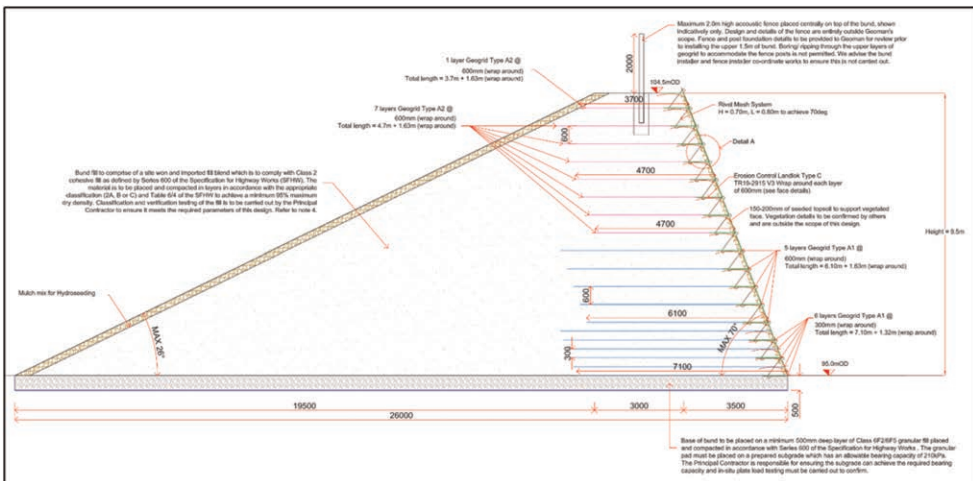 Maximum 2.0m high acoustic fence placed centrally on top of the bund, shown
indicatively only. Design and details of the fence are entirely outside Geoman's
scope. Fence and post foundation details to be provided to Geoman for review prior
to installing the upper 1.5m of bund. Boring/ ripping through the upper layers of
geogrid to accommodate the fence posts is not permitted. We advise the bund
installer and fence installer co-ordinate works to ensure this is not carried out.
2000
1 layer Geogrid Type A2 @
600mm (wrap around)
Total length = 3.7m + 1.63m (wrap around)
104.5mOD
3700
7 layers Geogrid Type A2 @
600mm (wrap around)
Total length = 4.7m + 1.63m (wrap around)
Rivel Mesh System
H = 0.70m, L = 0.60m to achieve 70deg
600
Detail A
Bund fill to comprise of a site won and imported fill blend which is to comply with Class 2
cohesive fill as defined by Series 600 of the Specification for Highway Works (SFHW). The
material is to be placed and compacted in layers in accordance with the appropriate
classification (2A, B or C) and Table 6/4 of the SFHW to achieve a minimum 95% maximum
dry density. Classification and verification testing of the fill is to be carried out by the Principal
Contractor to ensure it meets the required parameters of this design. Refer to note 4.
4700
Erosion Control Landlok Type C
TR19-2915 V3 Wrap around each layer
of 600mm (see face details)
150-200mm of seeded topsoil to support vegetated
face. Vegetation details to be confirmed by others
and are outside the scope of this design.
4700
Height = 9.5m
5 layers Geogrid Type A1 @
600mm (wrap around)
Total length = 6.10m + 1.63m (wrap around)
Mulch mix for Hydroseeding
600
6100
MAX 26°
MAX 70°
6 layers Geogrid Type A1 @
300mm (wrap around)
Total length = 7.10m + 1.32m (wrap around)
300
7100
95.0mOD
19500
3000
3500
500
26000
Base of bund to be placed on a minimum 500mm deep layer of Class 6F2/6F5 granular fill placed
and compacted in accordance with Series 600 of the Specification for Highway Works . The granular
pad must be placed on a prepared subgrade which has an allowable bearing capacity of 210kPa.
The Principal Contractor is responsible for ensuring the subgrade can achieve the required bearing
capacity and in-situ plate load testing must be carried out to confirm.